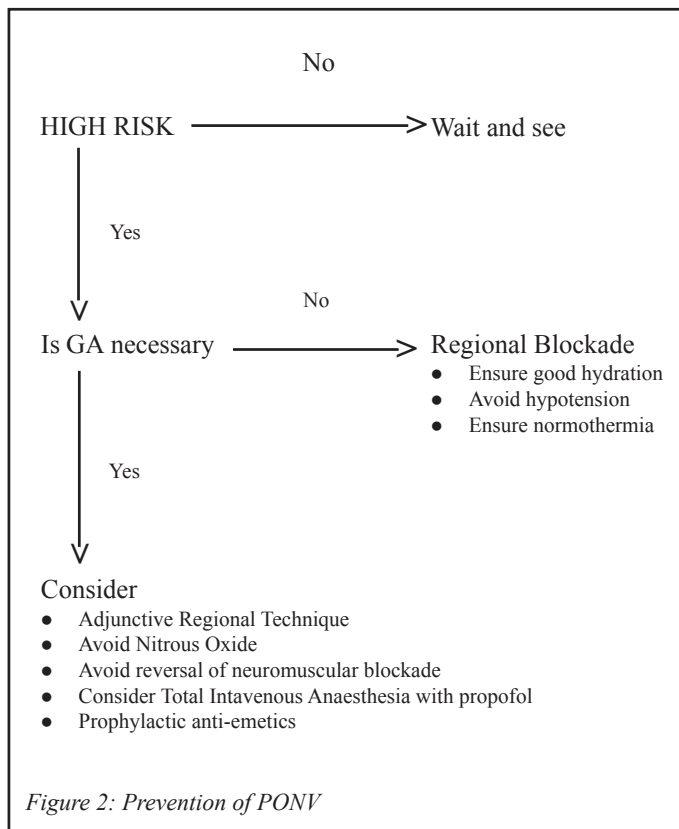 No
HIGH RISK
Wait and see
Yes
No
Is GA necessary
Regional Blockade
● Ensure good hydration
● Avoid hypotension
● Ensure normothermia
Yes
Consider
● Adjunctive Regional Technique
● Avoid Nitrous Oxide
● Avoid reversal of neuromuscular blockade
● Consider Total Intravenous Anaesthesia with propofol
● Prophylactic anti-emetics
Figure 2: Prevention of PONV